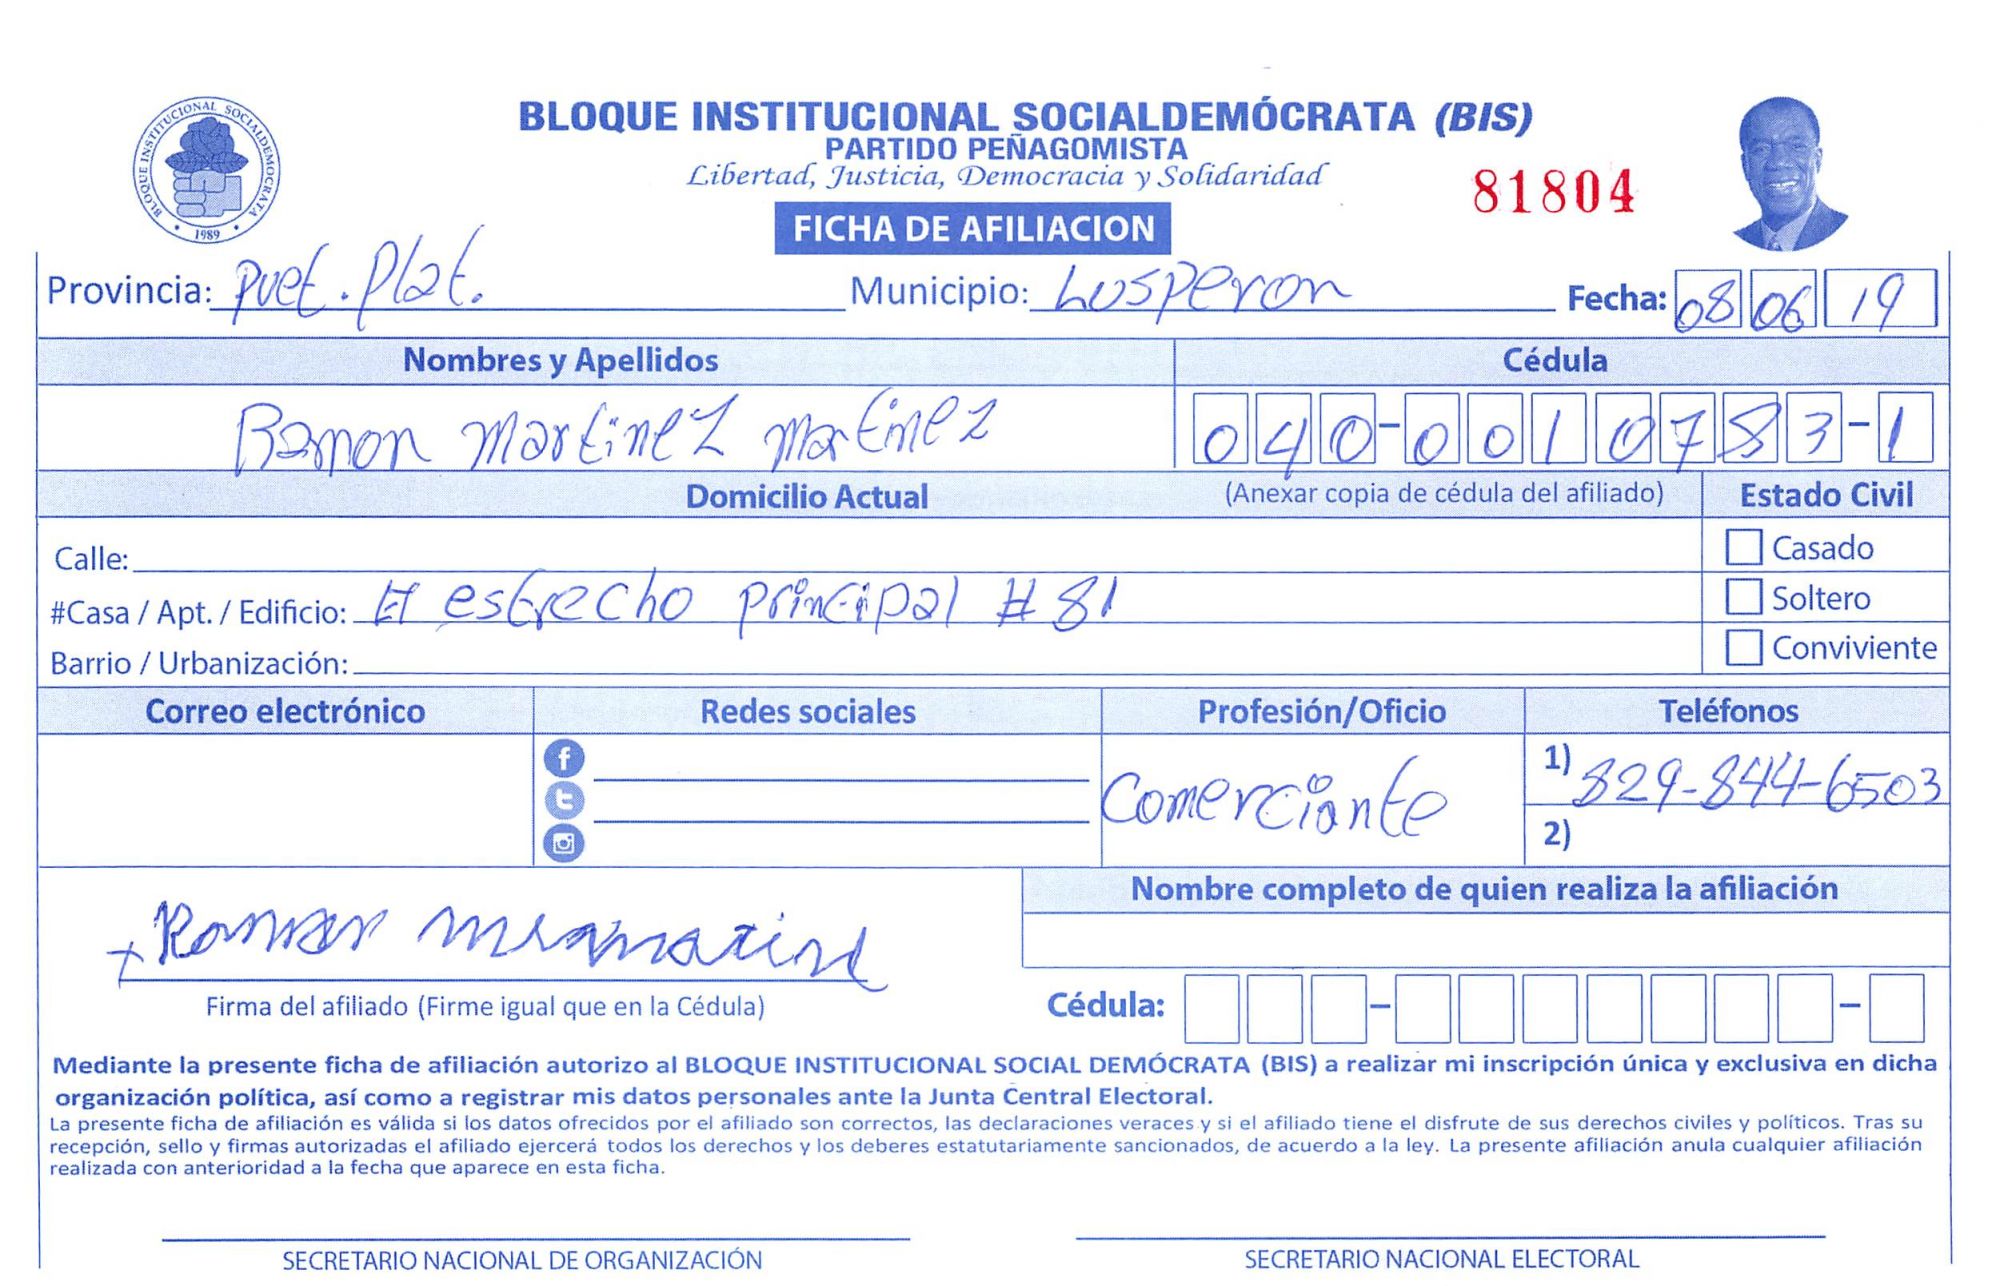 BLOQUE INSTITUCIONAL SOCIALDEMOCRATA
1989
BLOQUE INSTITUCIONAL SOCIALDEMÓCRATA (BIS)
PARTIDO PEÑAGOMISTA
Libertad, Justicia, Democracia y Solidaridad
81804
FICHA DE AFILIACION
Provincia: Puet. Plat. Municipio: Lusperon Fecha: 08 06 19
Nombres y Apellidos Cédula
Ramon Martinez Martinez 040-0010783-1
Domicilio Actual (Anexar copia de cédula del afiliado) Estado Civil
Calle: Casado
#Casa / Apt. / Edificio: El estrecho principal #81 Soltero
Barrio / Urbanización: Conviviente
Correo electrónico Redes sociales Profesión/Oficio Teléfonos
Comerciante 1) 829-844-6503
2)
Nombre completo de quien realiza la afiliación
Firma del afiliado (Firme igual que en la Cédula) Cédula:
Mediante la presente ficha de afiliación autorizo al BLOQUE INSTITUCIONAL SOCIAL DEMÓCRATA (BIS) a realizar mi inscripción única y exclusiva en dicha
organización política, así como a registrar mis datos personales ante la Junta Central Electoral.
La presente ficha de afiliación es válida si los datos ofrecidos por el afiliado son correctos, las declaraciones veraces y si el afiliado tiene el disfrute de sus derechos civiles y políticos. Tras su
recepción, sello y firmas autorizadas el afiliado ejercerá todos los derechos y los deberes estatutariamente sancionados, de acuerdo a la ley. La presente afiliación anula cualquier afiliación
realizada con anterioridad a la fecha que aparece en esta ficha.
SECRETARIO NACIONAL DE ORGANIZACIÓN SECRETARIO NACIONAL ELECTORAL